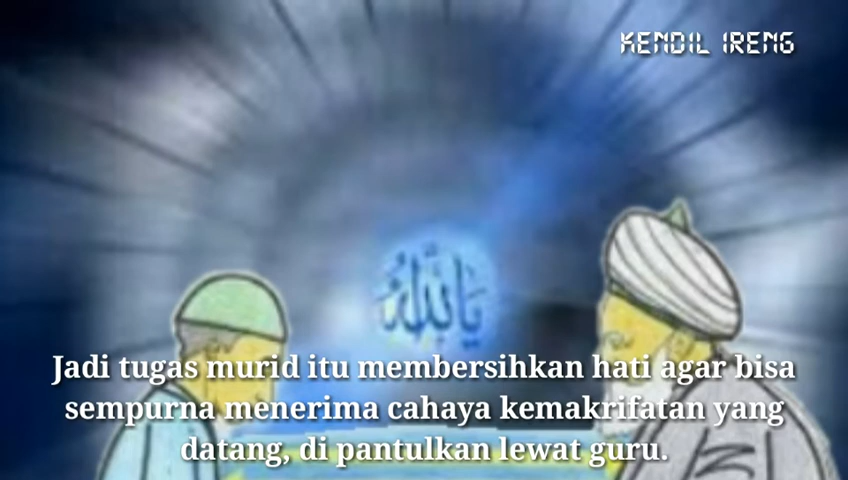 KENDIL IRENG
يا الله
Jadi tugas murid itu membersihkan hati agar bisa
sempurna menerima cahaya kemakrifatan yang
datang, di pantulkan lewat guru.